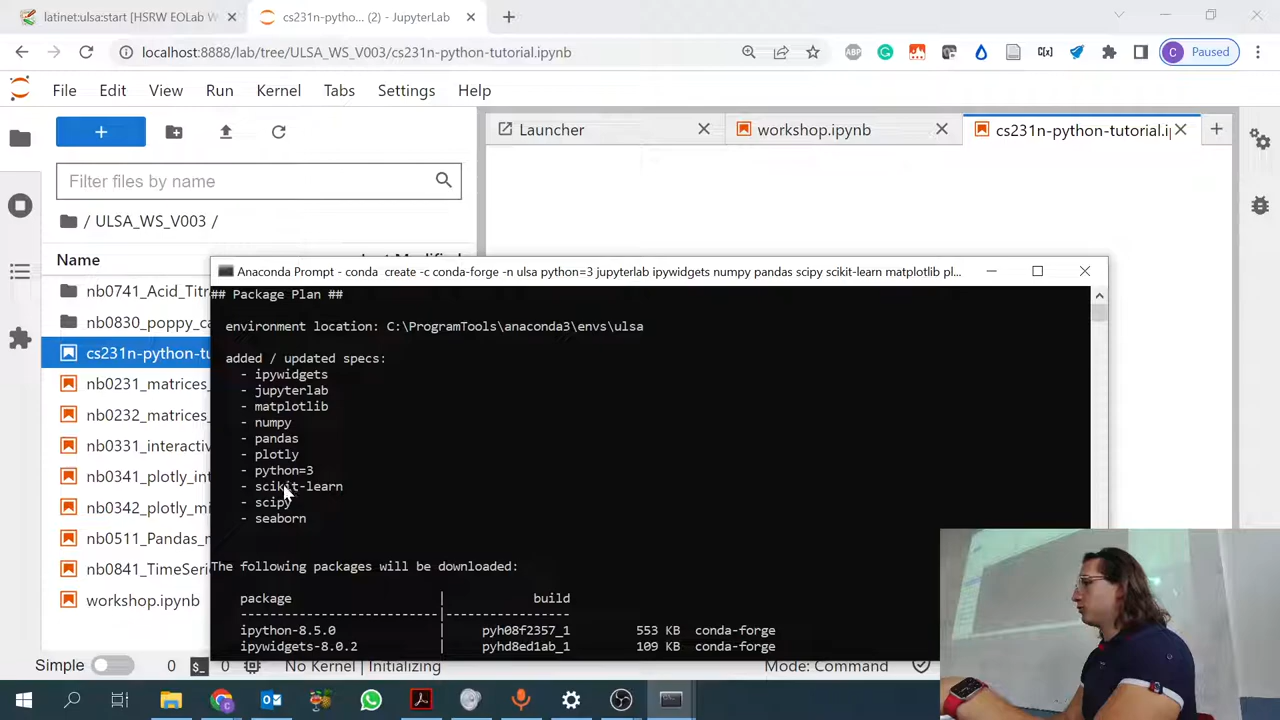 latinet:ulsa:start [HSRW EOLab W
cs231n-pytho... (2) - JupyterLab
localhost:8888/lab/tree/ULSA_WS_V003/cs231n-python-tutorial.ipynb
ABP
C(x)
C
Paused
File Edit View Run Kernel Tabs Settings Help
Launcher
workshop.ipynb
cs231n-python-tutorial.i
Filter files by name
/ ULSA_WS_V003 /
Name
nb0741_Acid_Titr
nb0830_poppy_ca
cs231n-python-tu
nb0231_matrices_
nb0232_matrices_
nb0331_interactiv
nb0341_plotly_int
nb0342_plotly_mi
nb0511_Pandas_r
nb0841_TimeSeri
workshop.ipynb
Anaconda Prompt - conda create -c conda-forge -n ulsa python=3 jupyterlab ipywidgets numpy pandas scipy scikit-learn matplotlib pl...
## Package Plan ##
environment location: C:\ProgramTools\anaconda3\envs\ulsa
added / updated specs:
- ipywidgets
- jupyterlab
- matplotlib
- numpy
- pandas
- plotly
- python=3
- scikit-learn
- scipy
- seaborn
The following packages will be downloaded:
package | build
---------------------------|-----------------
ipython-8.5.0 | pyh08f2357_1 553 KB conda-forge
ipywidgets-8.0.2 | pyhd8ed1ab_1 109 KB conda-forge
Simple 0 0 No Kernel | Initializing
Mode: Command